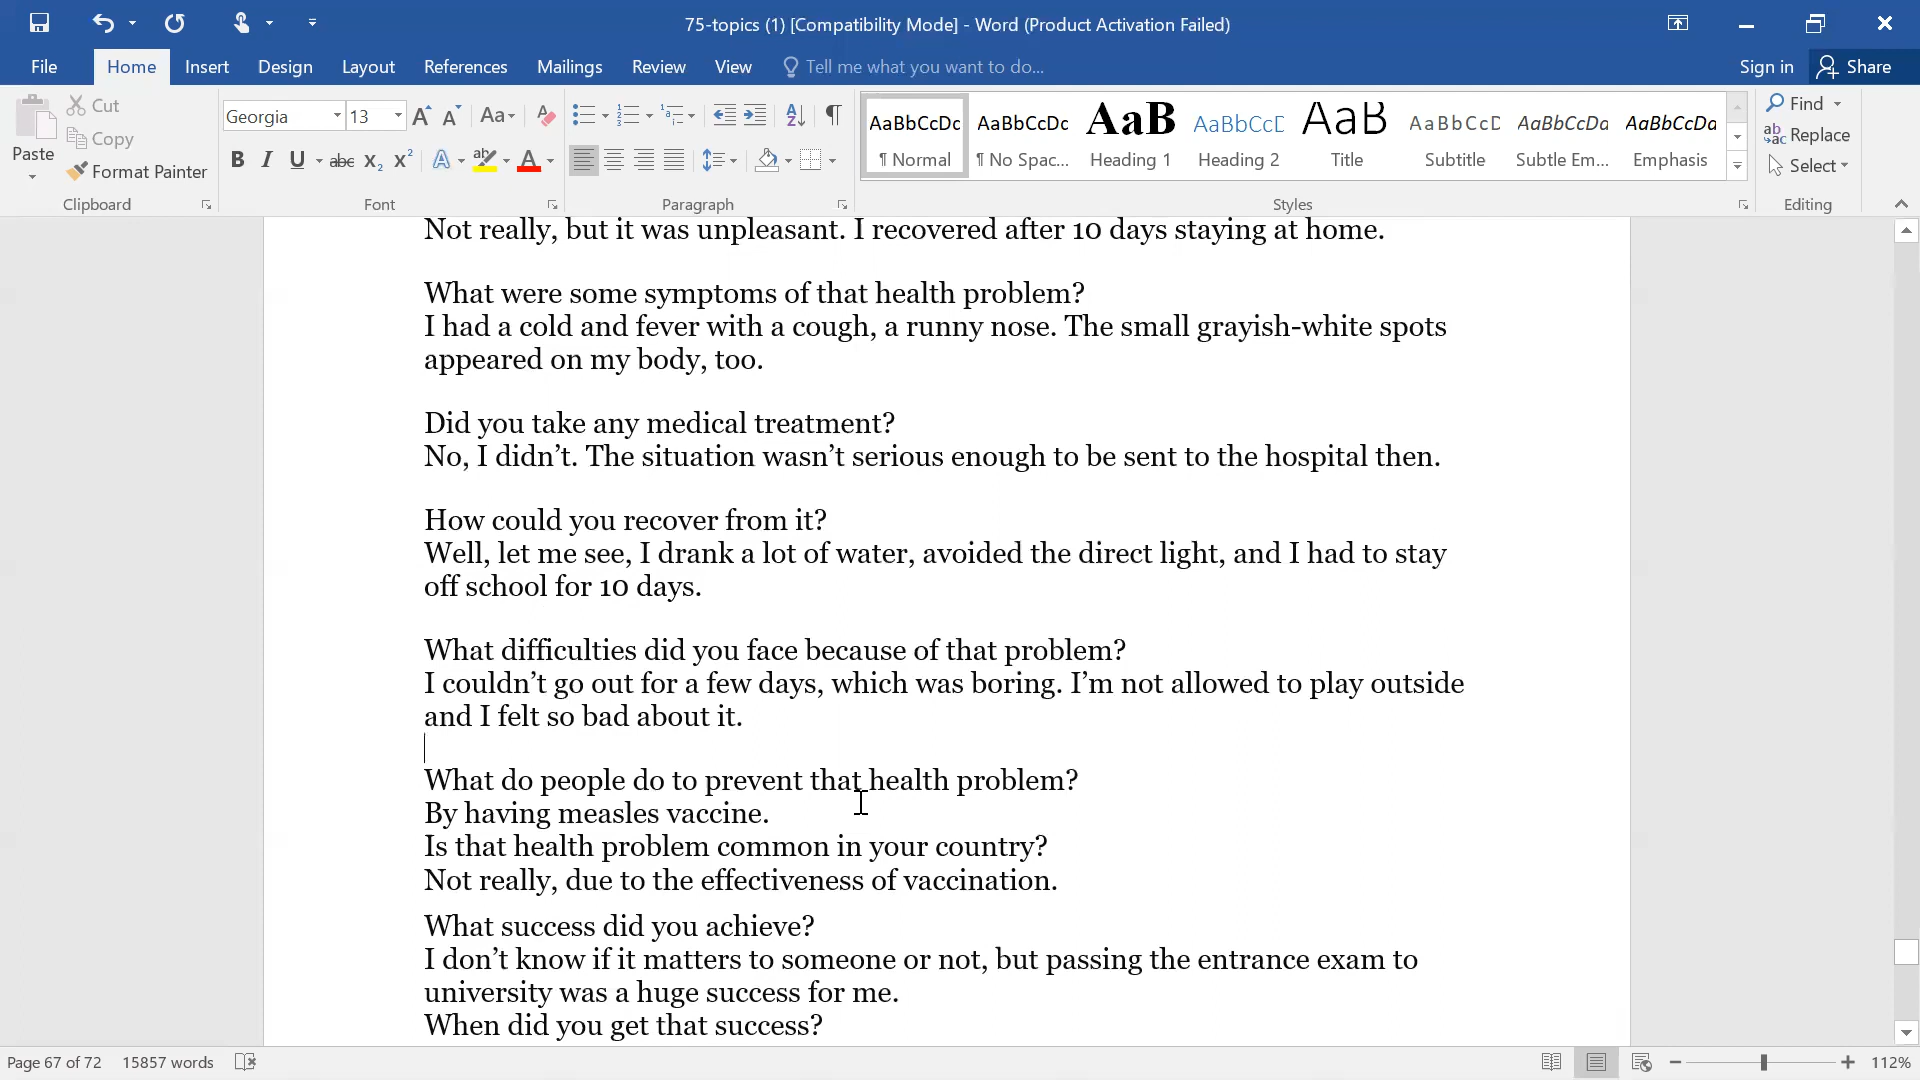 75-topics (1) [Compatibility Mode] - Word (Product Activation Failed)
File Home Insert Design Layout References Mailings Review View Tell me what you want to do... Sign in Share
Paste Cut Copy Format Painter Clipboard
Georgia 13 Font
Paragraph
AaBbCcDc AaBbCcDc AaB AaBbCcD AaB AaBbCcD AaBbCcDd AaBbCcDd
¶ Normal ¶ No Spac... Heading 1 Heading 2 Title Subtitle Subtle Em... Emphasis
Styles
Find Replace Select Editing
Not really, but it was unpleasant. I recovered after 10 days staying at home.
What were some symptoms of that health problem?
I had a cold and fever with a cough, a runny nose. The small grayish-white spots
appeared on my body, too.
Did you take any medical treatment?
No, I didn’t. The situation wasn’t serious enough to be sent to the hospital then.
How could you recover from it?
Well, let me see, I drank a lot of water, avoided the direct light, and I had to stay
off school for 10 days.
What difficulties did you face because of that problem?
I couldn’t go out for a few days, which was boring. I’m not allowed to play outside
and I felt so bad about it.
What do people do to prevent that health problem?
By having measles vaccine.
Is that health problem common in your country?
Not really, due to the effectiveness of vaccination.
What success did you achieve?
I don’t know if it matters to someone or not, but passing the entrance exam to
university was a huge success for me.
When did you get that success?
Page 67 of 72 15857 words 112%